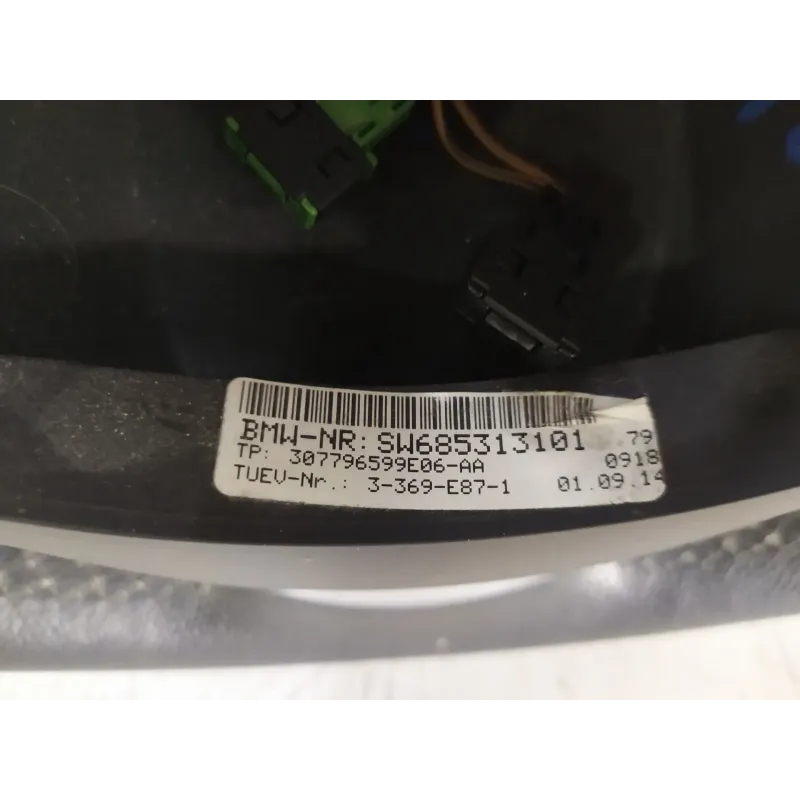 BMW-NR: SW685313101 .79
TP: 307796599E06-AA 0918
TUEV-Nr.: 3-369-E87-1 01.09.14